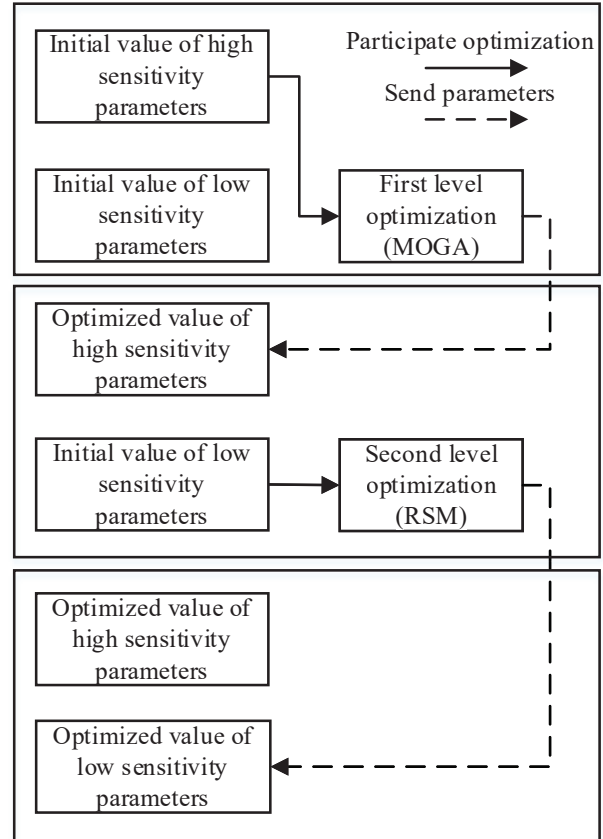 Initial value of high
sensitivity
parameters
Participate optimization
Send parameters
Initial value of low
sensitivity
parameters
First level
optimization
(MOGA)
Optimized value of
high sensitivity
parameters
Initial value of low
sensitivity
parameters
Second level
optimization
(RSM)
Optimized value of
high sensitivity
parameters
Optimized value of
low sensitivity
parameters